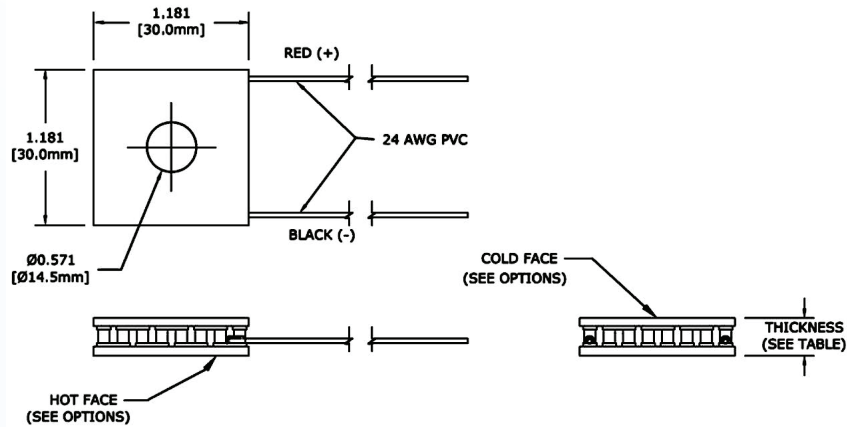 1.181
[30.0mm]
RED (+)
1.181
[30.0mm]
24 AWG PVC
BLACK (-)
Ø0.571
[Ø14.5mm]
COLD FACE
(SEE OPTIONS)
THICKNESS
(SEE TABLE)
HOT FACE
(SEE OPTIONS)